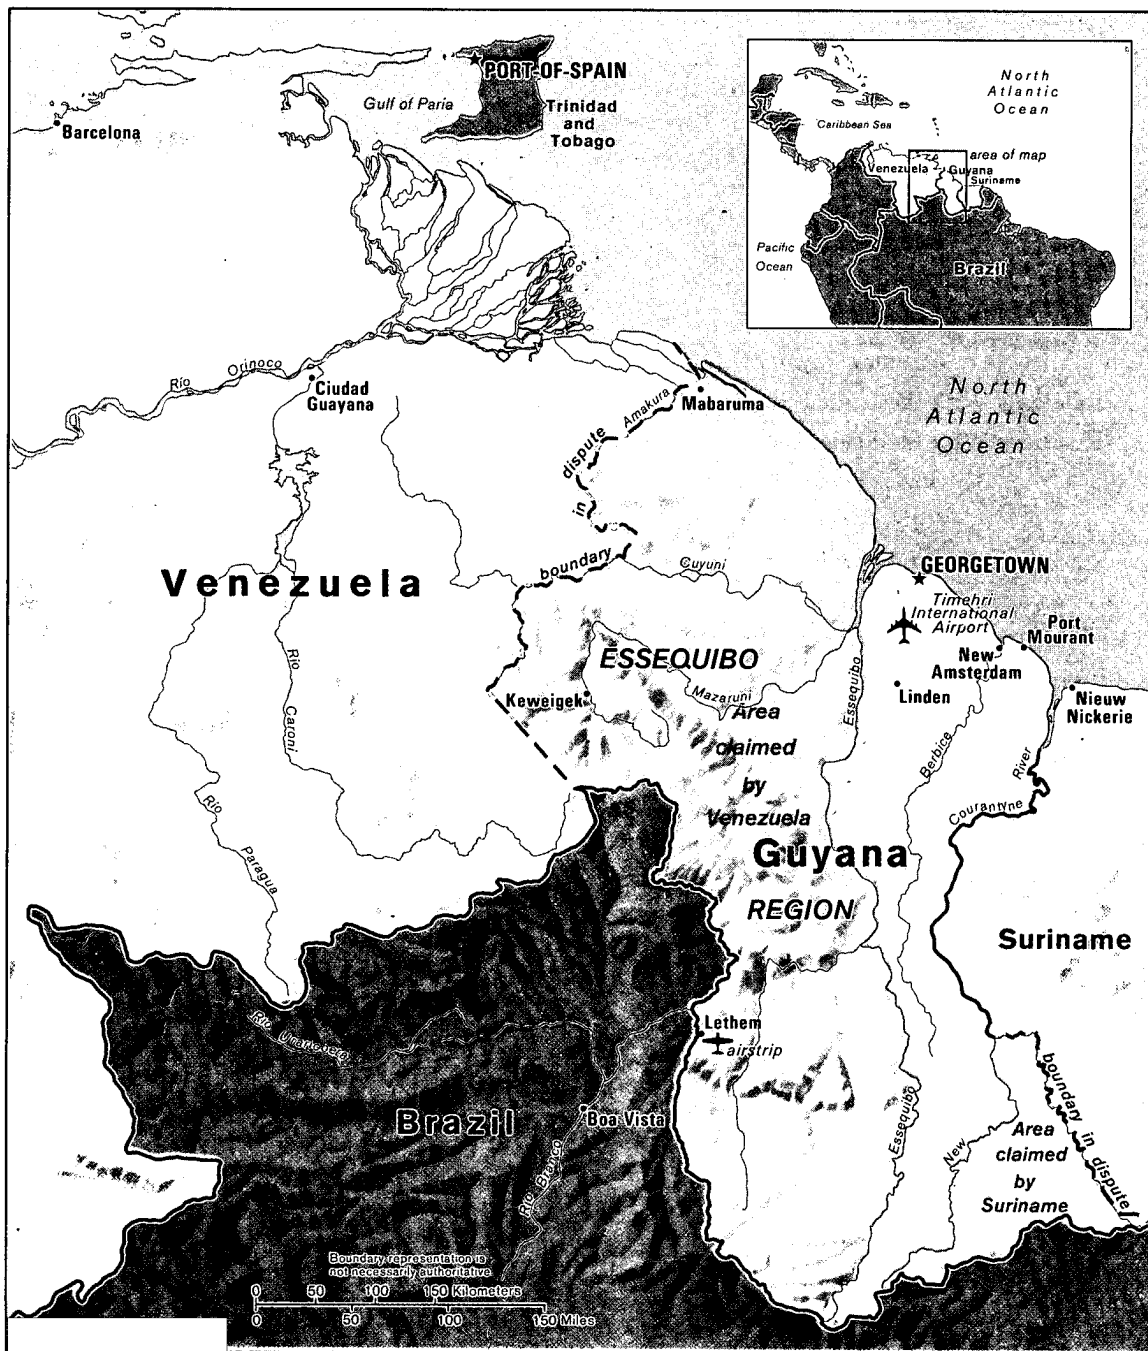 PORT-OF-SPAIN
Gulf of Paria
Trinidad
and
Tobago
Barcelona
North
Atlantic
Ocean
Caribbean Sea
area of map
Venezuela
Guyana
Suriname
Pacific
Ocean
Brazil
Río Orinoco
Ciudad
Guayana
Mabaruma
Amakura
North
Atlantic
Ocean
boundary in dispute
Venezuela
Cuyuni
GEORGETOWN
Timehri
International
Airport
Port
Mourant
New
Amsterdam
Linden
Nieuw
Nickerie
ESSEQUIBO
Mazaruni
Keweigek
Essequibo
Area
claimed
by
Venezuela
Río Caroni
Berbice
Courantyne River
Río Paragua
Guyana
REGION
Suriname
Lethem
airstrip
Río
Brazil
Boa Vista
Río Branco
Essequibo
New
boundary in dispute
Area
claimed
by
Suriname
Boundary representation is
not necessarily authoritative
0 50 100 150 Kilometers
0 50 100 150 Miles